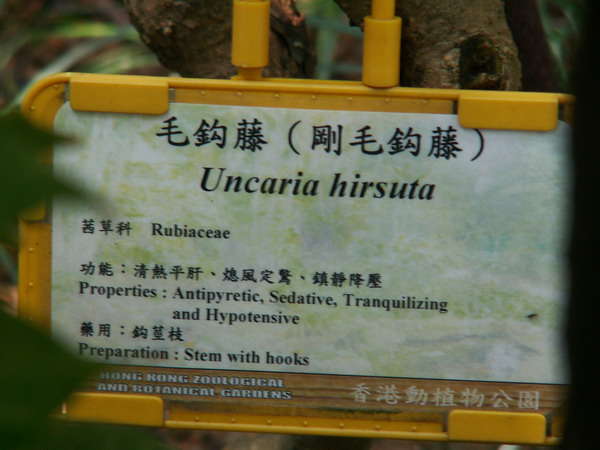 毛鈎藤（剛毛鈎藤）
Uncaria hirsuta
茜草科 Rubiaceae
功能：清熱平肝、熄風定驚、鎮靜降壓
Properties : Antipyretic, Sedative, Tranquilizing
and Hypotensive
藥用：鈎莖枝
Preparation : Stem with hooks
HONG KONG ZOOLOGICAL
AND BOTANICAL GARDENS
香港動植物公園